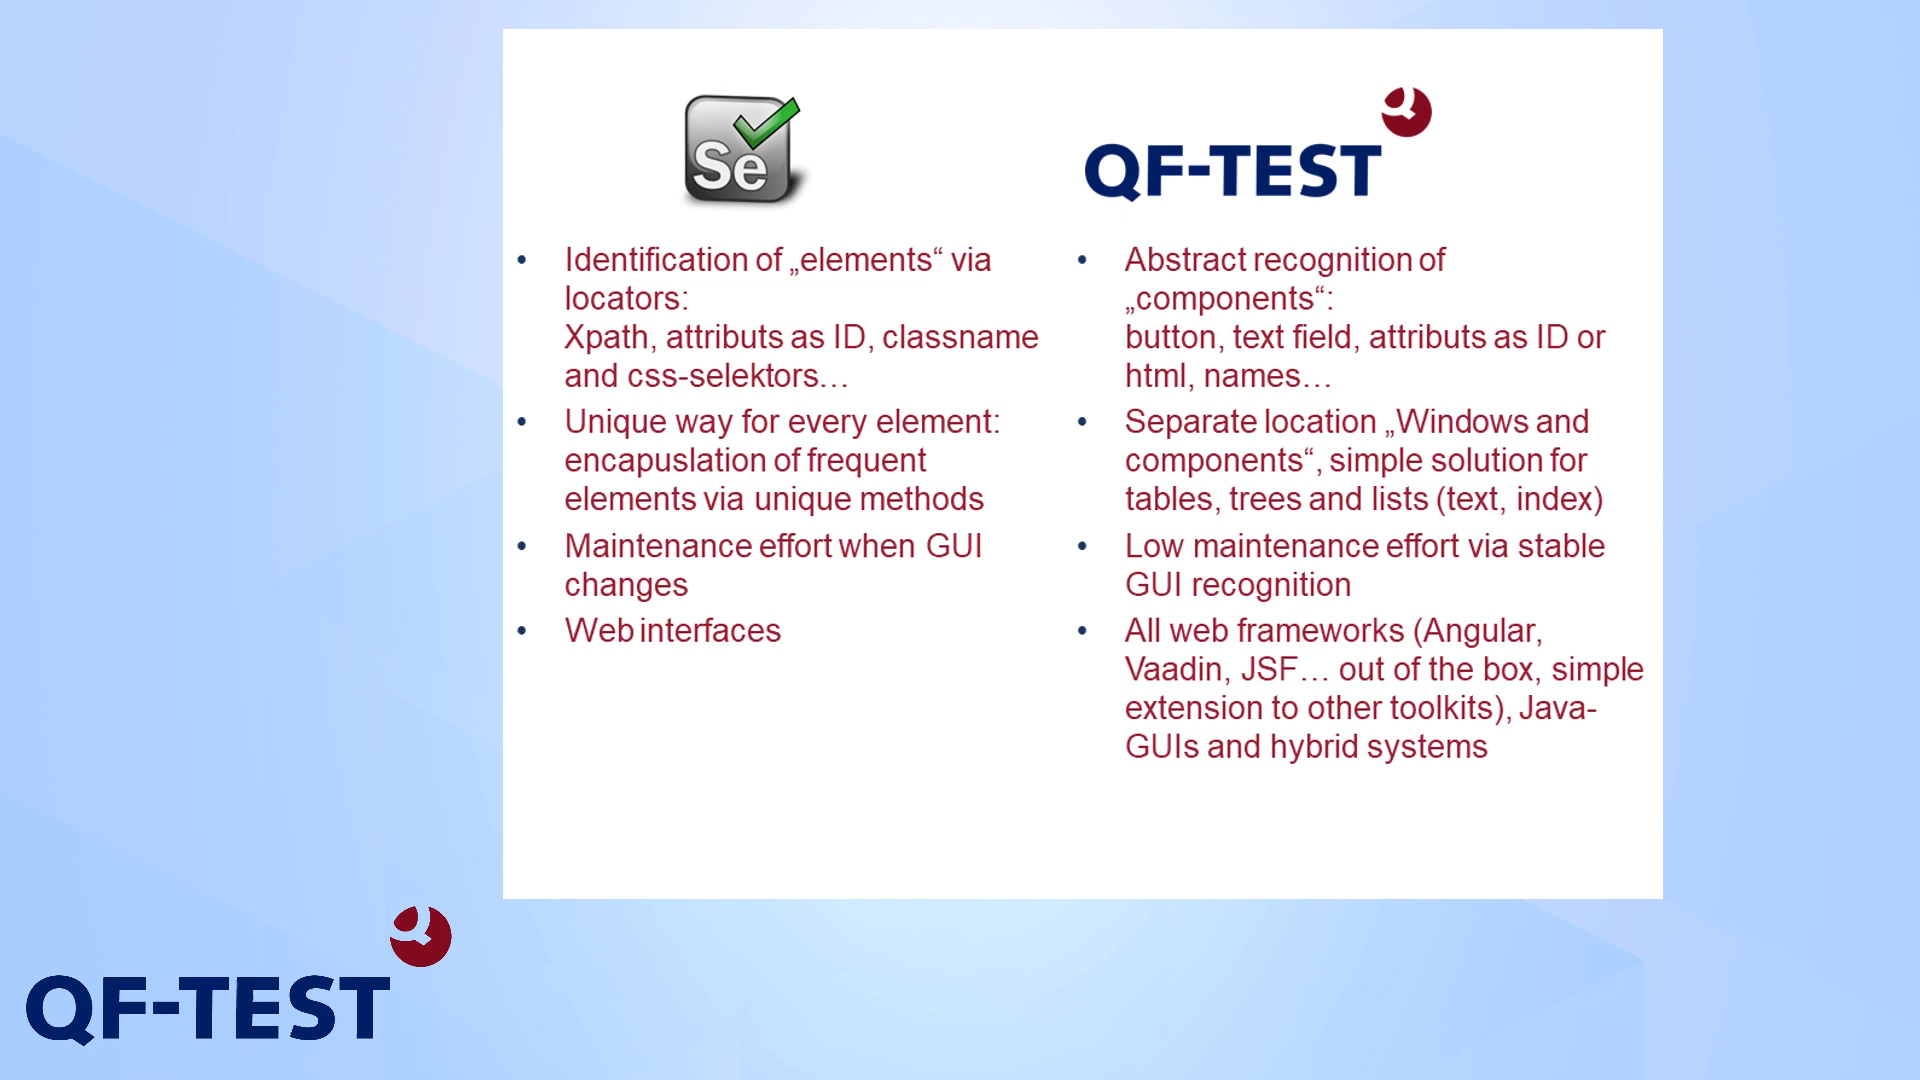 Se
QF-TEST
• Identification of „elements“ via
locators:
Xpath, attributs as ID, classname
and css-selektors…
• Unique way for every element:
encapuslation of frequent
elements via unique methods
• Maintenance effort when GUI
changes
• Web interfaces
• Abstract recognition of
„components“:
button, text field, attributs as ID or
html, names…
• Separate location „Windows and
components“, simple solution for
tables, trees and lists (text, index)
• Low maintenance effort via stable
GUI recognition
• All web frameworks (Angular,
Vaadin, JSF… out of the box, simple
extension to other toolkits), Java-
GUIs and hybrid systems
QF-TEST